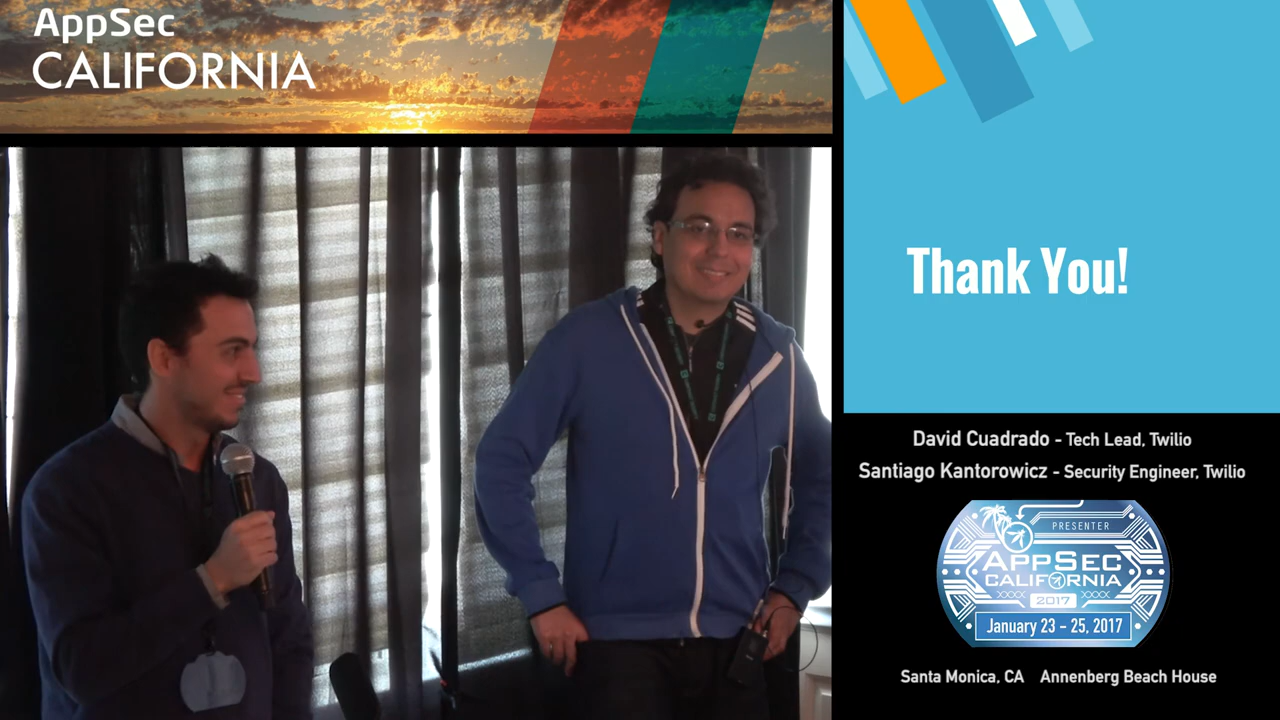 AppSec
CALIFORNIA
Thank You!
David Cuadrado - Tech Lead, Twilio
Santiago Kantorowicz - Security Engineer, Twilio
PRESENTER
APPSEC
CALIFORNIA
2017
January 23 - 25, 2017
Santa Monica, CA Annenberg Beach House